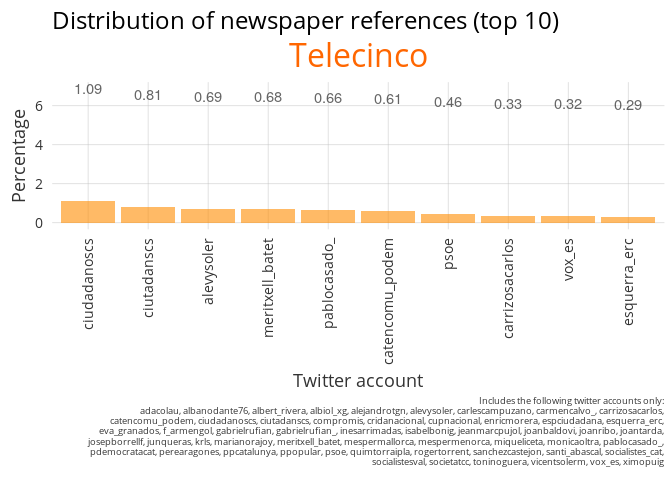 Distribution of newspaper references (top 10)
Telecinco
1.09 0.81 0.69 0.68 0.66 0.61 0.46 0.33 0.32 0.29
Percentage
6
4
2
0
ciudadanoscs
ciutadanscs
alevysoler
meritxell_batet
pablocasado_
catencomu_podem
psoe
carrizosacarlos
vox_es
esquerra_erc
Twitter account
Includes the following twitter accounts only:
adacolau, albanodante76, albert_rivera, albiol_xg, alejandrotgn, alevysoler, carlescampuzano, carmencalvo_, carrizosacarlos,
catencomu_podem, ciudadanoscs, ciutadanscs, compromis, cridanacional, cupnacional, enricmorera, espciudadana, esquerra_erc,
eva_granados, f_armengol, gabrielrufian, gabrielrufian_, inesarrimadas, isabelbonig, jeanmarcpujol, joanbaldovi, joanribo, joantarda,
josepborrellf, junqueras, krls, marianorajoy, meritxell_batet, mespermallorca, mespermenorca, miqueliceta, monicaoltra, pablocasado_,
pdemocratacat, perearagones, ppcatalunya, ppopular, psoe, quimtorraipla, rogertorrent, sanchezcastejon, santi_abascal, socialistes_cat,
socialistesval, societatcc, toninoguera, vicentsolerm, vox_es, ximopuig